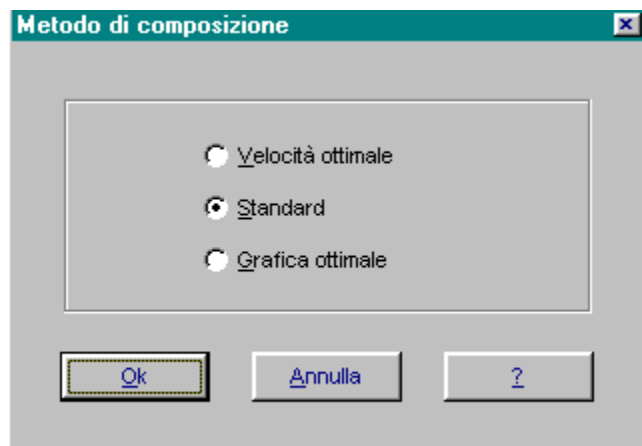 Metodo di composizione
Velocità ottimale
Standard
Grafica ottimale
Ok Annulla ?